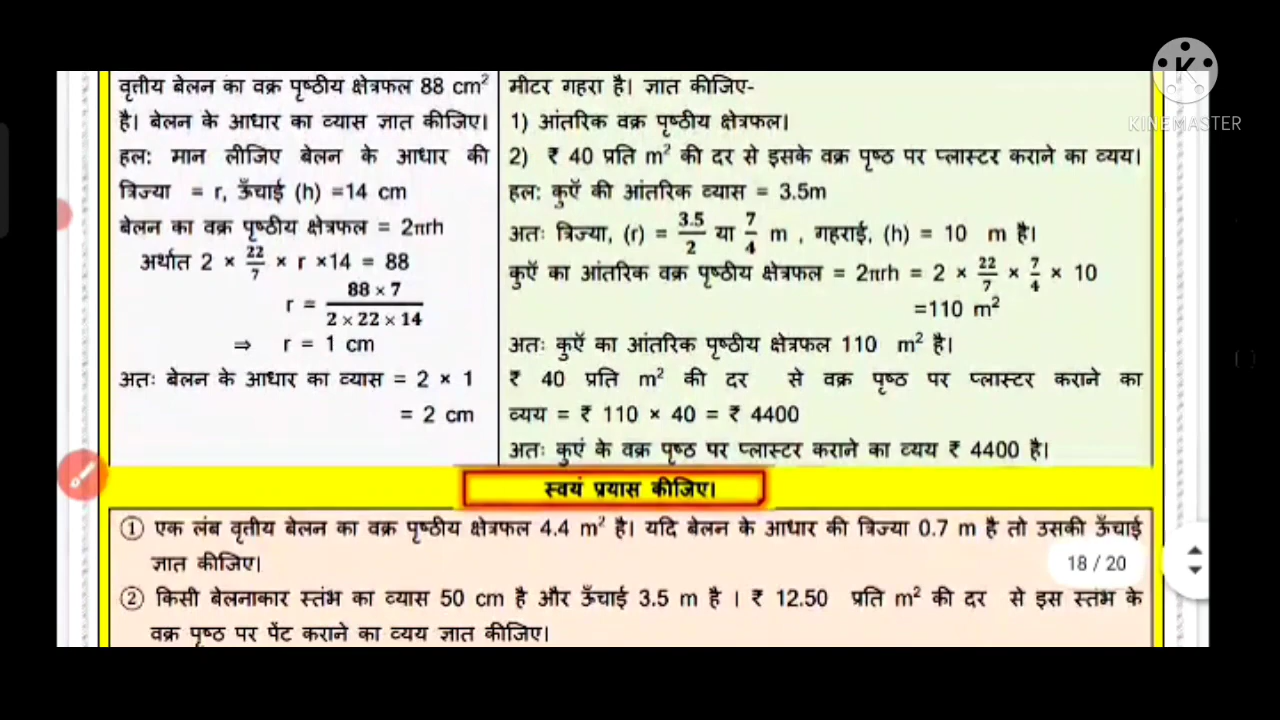 KINEMASTER
वृत्तीय बेलन का वक्र पृष्ठीय क्षेत्रफल 88 cm²
है। बेलन के आधार का व्यास ज्ञात कीजिए।
हल: मान लीजिए बेलन के आधार की
त्रिज्या = r, ऊँचाई (h) =14 cm
बेलन का वक्र पृष्ठीय क्षेत्रफल = 2πrh
अर्थात 2 × 22/7 × r ×14 = 88
r = 88 × 7 / 2 × 22 × 14
⇒ r = 1 cm
अतः बेलन के आधार का व्यास = 2 × 1
= 2 cm
मीटर गहरा है। ज्ञात कीजिए-
1) आंतरिक वक्र पृष्ठीय क्षेत्रफल।
2) ₹ 40 प्रति m² की दर से इसके वक्र पृष्ठ पर प्लास्टर कराने का व्यय।
हल: कुएँ की आंतरिक व्यास = 3.5m
अतः त्रिज्या, (r) = 3.5/2 या 7/4 m , गहराई, (h) = 10 m है।
कुएँ का आंतरिक वक्र पृष्ठीय क्षेत्रफल = 2πrh = 2 × 22/7 × 7/4 × 10
=110 m²
अतः कुएँ का आंतरिक पृष्ठीय क्षेत्रफल 110 m² है।
₹ 40 प्रति m² की दर से वक्र पृष्ठ पर प्लास्टर कराने का
व्यय = ₹ 110 × 40 = ₹ 4400
अतः कुएं के वक्र पृष्ठ पर प्लास्टर कराने का व्यय ₹ 4400 है।
स्वयं प्रयास कीजिए।
① एक लंब वृत्तीय बेलन का वक्र पृष्ठीय क्षेत्रफल 4.4 m² है। यदि बेलन के आधार की त्रिज्या 0.7 m है तो उसकी ऊँचाई
ज्ञात कीजिए।
18 / 20
② किसी बेलनाकार स्तंभ का व्यास 50 cm है और ऊँचाई 3.5 m है । ₹ 12.50 प्रति m² की दर से इस स्तंभ के
वक्र पृष्ठ पर पेंट कराने का व्यय ज्ञात कीजिए।